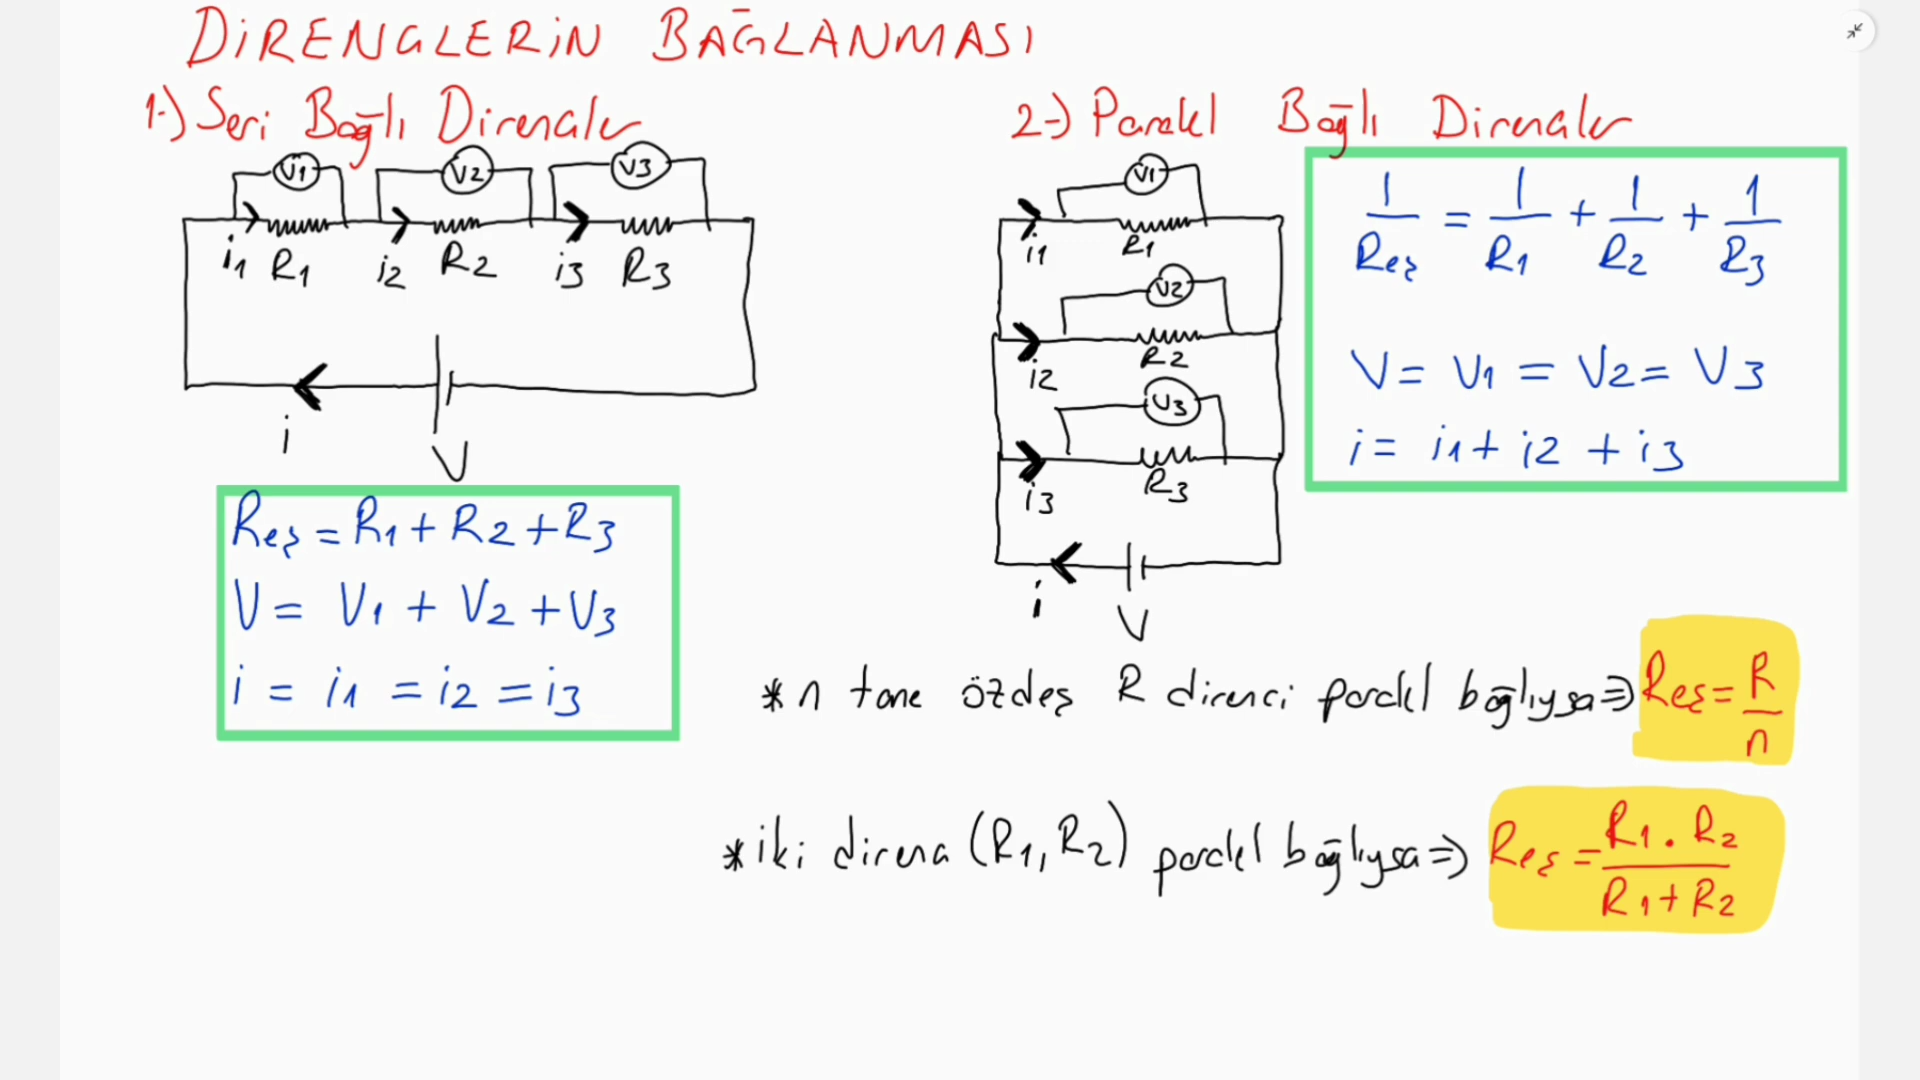 DİRENÇLERİN BAĞLANMASI
1-) Seri Bağlı Dirençler
V1 V2 V3
i1 R1 i2 R2 i3 R3
i
V
Reş = R1 + R2 + R3
V = V1 + V2 + V3
i = i1 = i2 = i3
2-) Paralel Bağlı Dirençler
V1
i1 R1
V2
i2 R2
V3
i3 R3
i
V
1/Reş = 1/R1 + 1/R2 + 1/R3
V = V1 = V2 = V3
i = i1 + i2 + i3
* n tane özdeş R direnci paralel bağlıysa ⇒ Reş = R/n
* iki direnç (R1, R2) paralel bağlıysa ⇒ Reş = R1 . R2 / R1 + R2